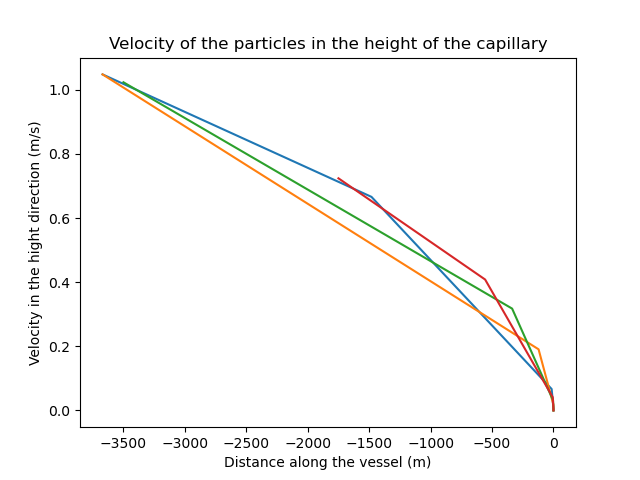 Velocity of the particles in the height of the capillary
1.0
0.8
0.6
0.4
0.2
0.0
Velocity in the hight direction (m/s)
−3500 −3000 −2500 −2000 −1500 −1000 −500 0
Distance along the vessel (m)